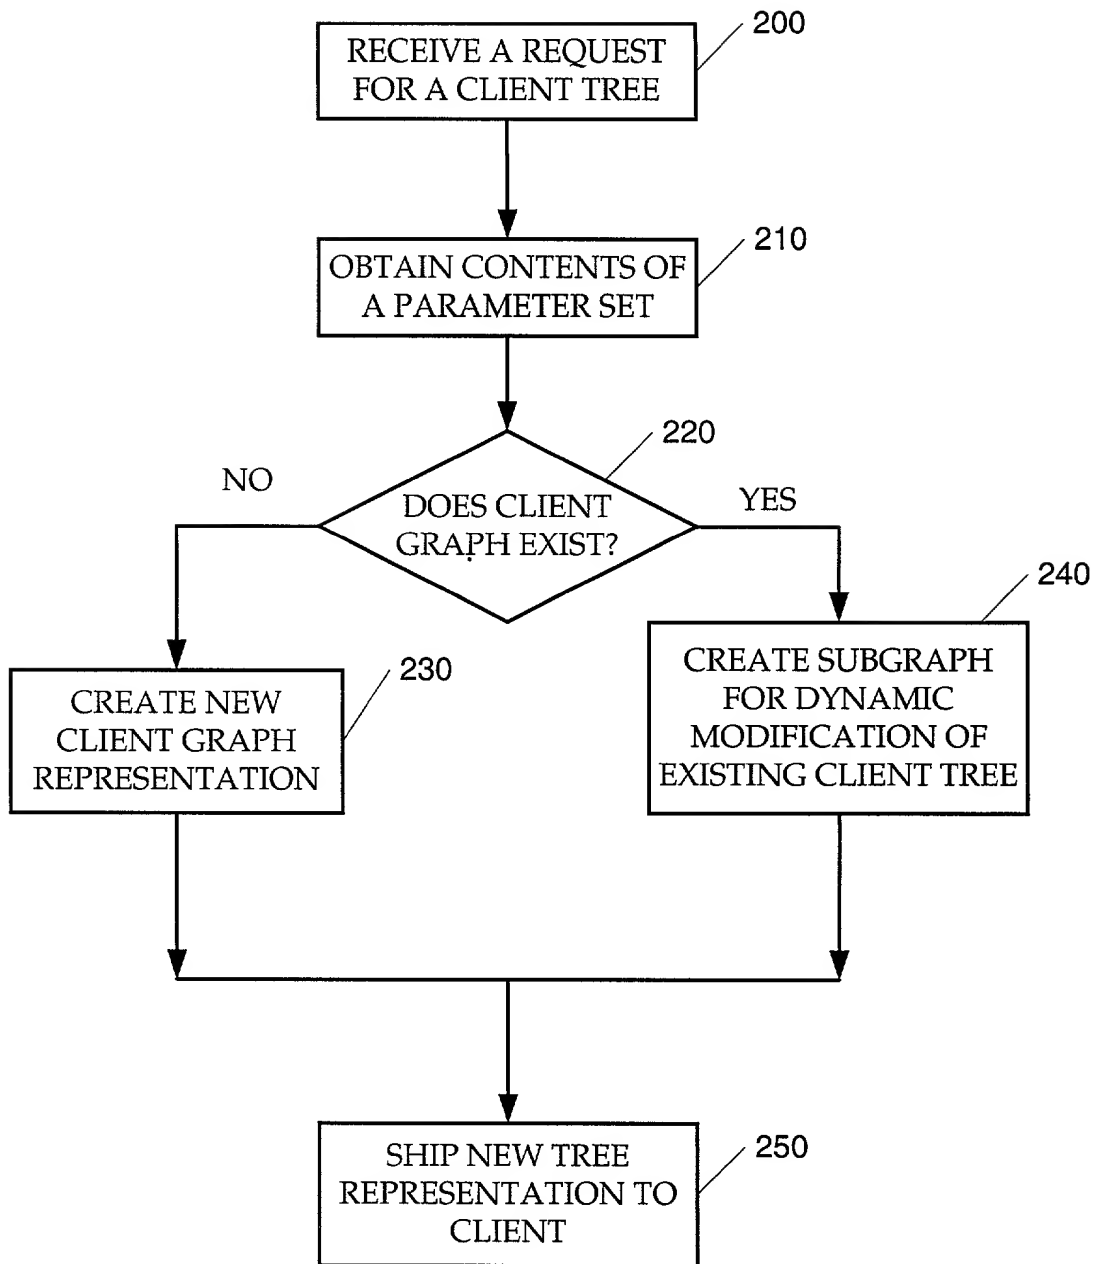 200
RECEIVE A REQUEST
FOR A CLIENT TREE
210
OBTAIN CONTENTS OF
A PARAMETER SET
220
NO
YES
DOES CLIENT
GRAPH EXIST?
240
230
CREATE NEW
CLIENT GRAPH
REPRESENTATION
CREATE SUBGRAPH
FOR DYNAMIC
MODIFICATION OF
EXISTING CLIENT TREE
250
SHIP NEW TREE
REPRESENTATION TO
CLIENT